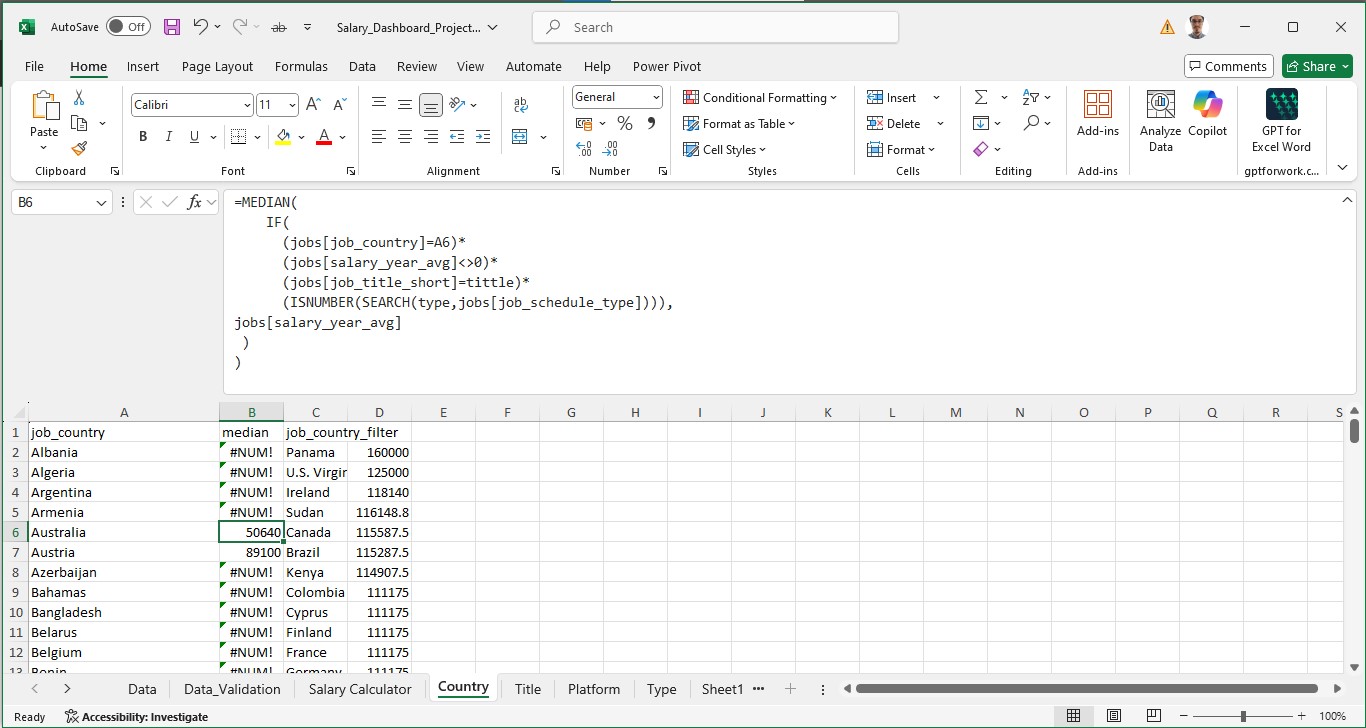 AutoSave Off ab Salary_Dashboard_Project... Search
File Home Insert Page Layout Formulas Data Review View Automate Help Power Pivot Comments Share
Paste
Clipboard
Calibri 11 A A ab
B I U A
Font
Alignment
General
% 9
.00 .00
Number
Conditional Formatting
Format as Table
Cell Styles
Styles
Insert
Delete
Format
Cells
Editing
Add-ins
Add-ins
Analyze Data
Copilot
GPT for Excel Word
gptforwork.c...
B6 fx
=MEDIAN(
IF(
(jobs[job_country]=A6)*
(jobs[salary_year_avg]<>0)*
(jobs[job_title_short]=tittle)*
(ISNUMBER(SEARCH(type,jobs[job_schedule_type]))),
jobs[salary_year_avg]
)
)
A B C D E F G H I J K L M N O P Q R S
1 job_country median job_country_filter
2 Albania #NUM! Panama 160000
3 Algeria #NUM! U.S. Virgir 125000
4 Argentina #NUM! Ireland 118140
5 Armenia #NUM! Sudan 116148.8
6 Australia 50640 Canada 115587.5
7 Austria 89100 Brazil 115287.5
8 Azerbaijan #NUM! Kenya 114907.5
9 Bahamas #NUM! Colombia 111175
10 Bangladesh #NUM! Cyprus 111175
11 Belarus #NUM! Finland 111175
12 Belgium #NUM! France 111175
13 Benin #NUM! Germany 111175
Data Data_Validation Salary Calculator Country Title Platform Type Sheet1 ...
Ready Accessibility: Investigate 100%